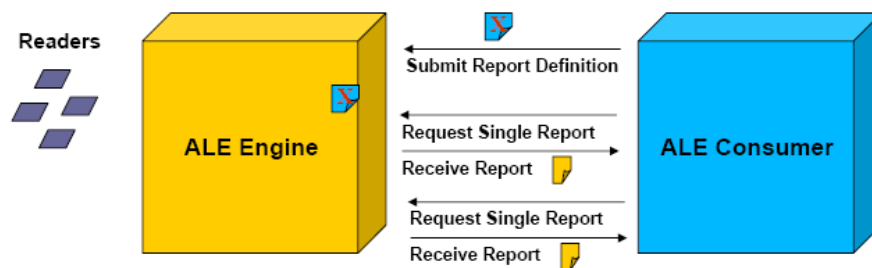 Readers
X
Submit Report Definition
X
ALE Engine
Request Single Report
Receive Report
ALE Consumer
Request Single Report
Receive Report